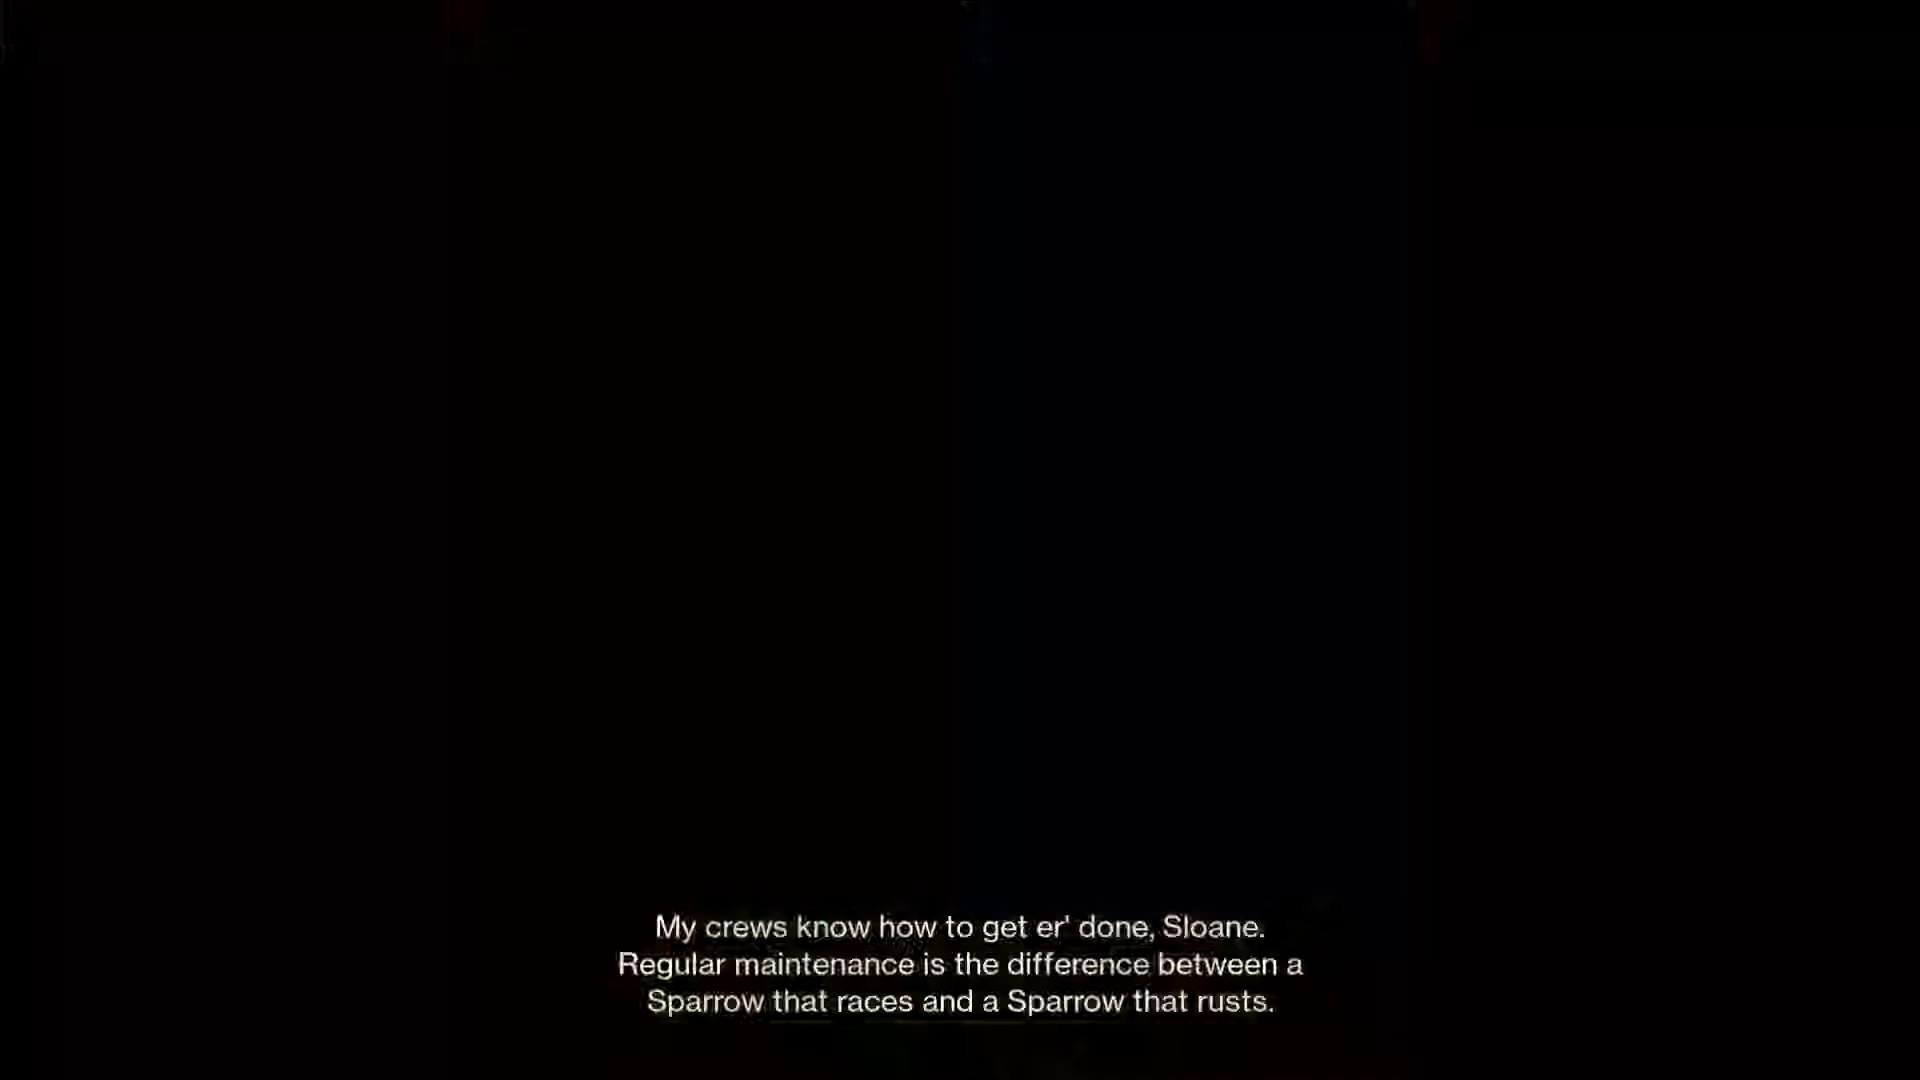 My crews know how to get er' done, Sloane.
Regular maintenance is the difference between a
Sparrow that races and a Sparrow that rusts.